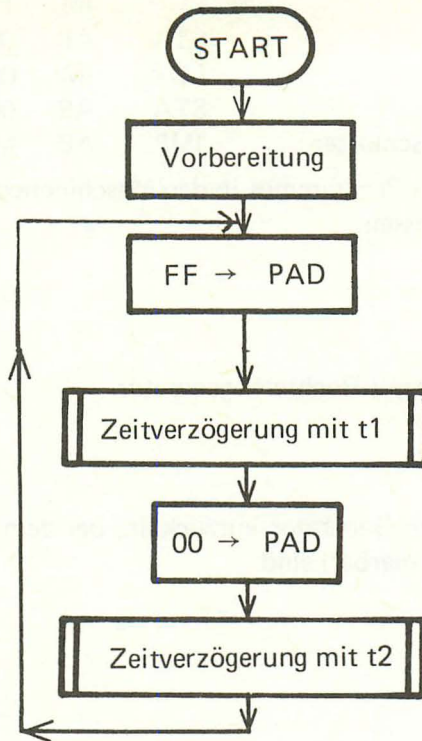 START
Vorbereitung
FF → PAD
Zeitverzögerung mit t1
00 → PAD
Zeitverzögerung mit t2